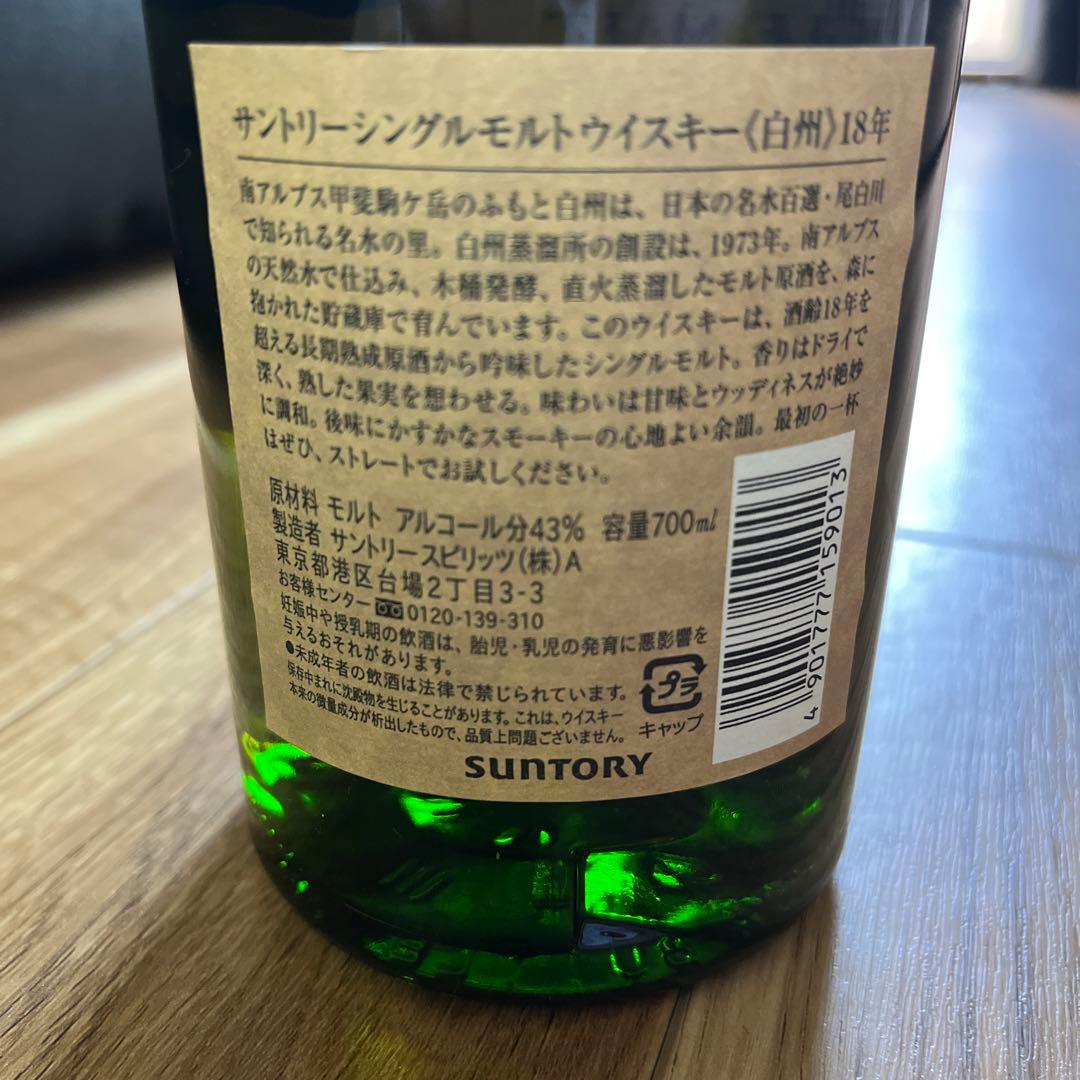 サントリーシングルモルトウイスキー《白州》18年
南アルプス甲斐駒ケ岳のふもと白州は、日本の名水百選・尾白川
で知られる名水の里。白州蒸溜所の創設は、1973年。南アルプス
の天然水で仕込み、木桶発酵、直火蒸溜したモルト原酒を、森に
抱かれた貯蔵庫で育んでいます。このウイスキーは、酒齢18年を
超える長期熟成原酒から吟味したシングルモルト。香りはドライで
深く、熟した果実を想わせる。味わいは甘味とウッディネスが絶妙
に調和。後味にかすかなスモーキーの心地よい余韻。最初の一杯
はぜひ、ストレートでお試しください。
原材料 モルト アルコール分43% 容量700ml
製造者 サントリースピリッツ(株)A
東京都港区台場2丁目3-3
お客様センター 0120-139-310
妊娠中や授乳期の飲酒は、胎児・乳児の発育に悪影響を
与えるおそれがあります。
●未成年者の飲酒は法律で禁じられています。
保存中まれに沈殿物を生じることがあります。これは、ウイスキー
本来の微量成分が析出したもので、品質上問題ございません。
プラ
キャップ
4901777159013
SUNTORY